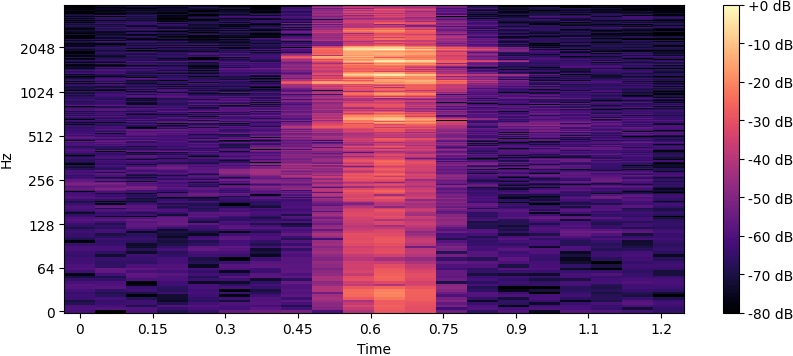 +0 dB
2048
-10 dB
1024
-20 dB
512
-30 dB
Hz
256
-40 dB
128
-50 dB
64
-60 dB
-70 dB
0
-80 dB
0 0.15 0.3 0.45 0.6 0.75 0.9 1.1 1.2
Time